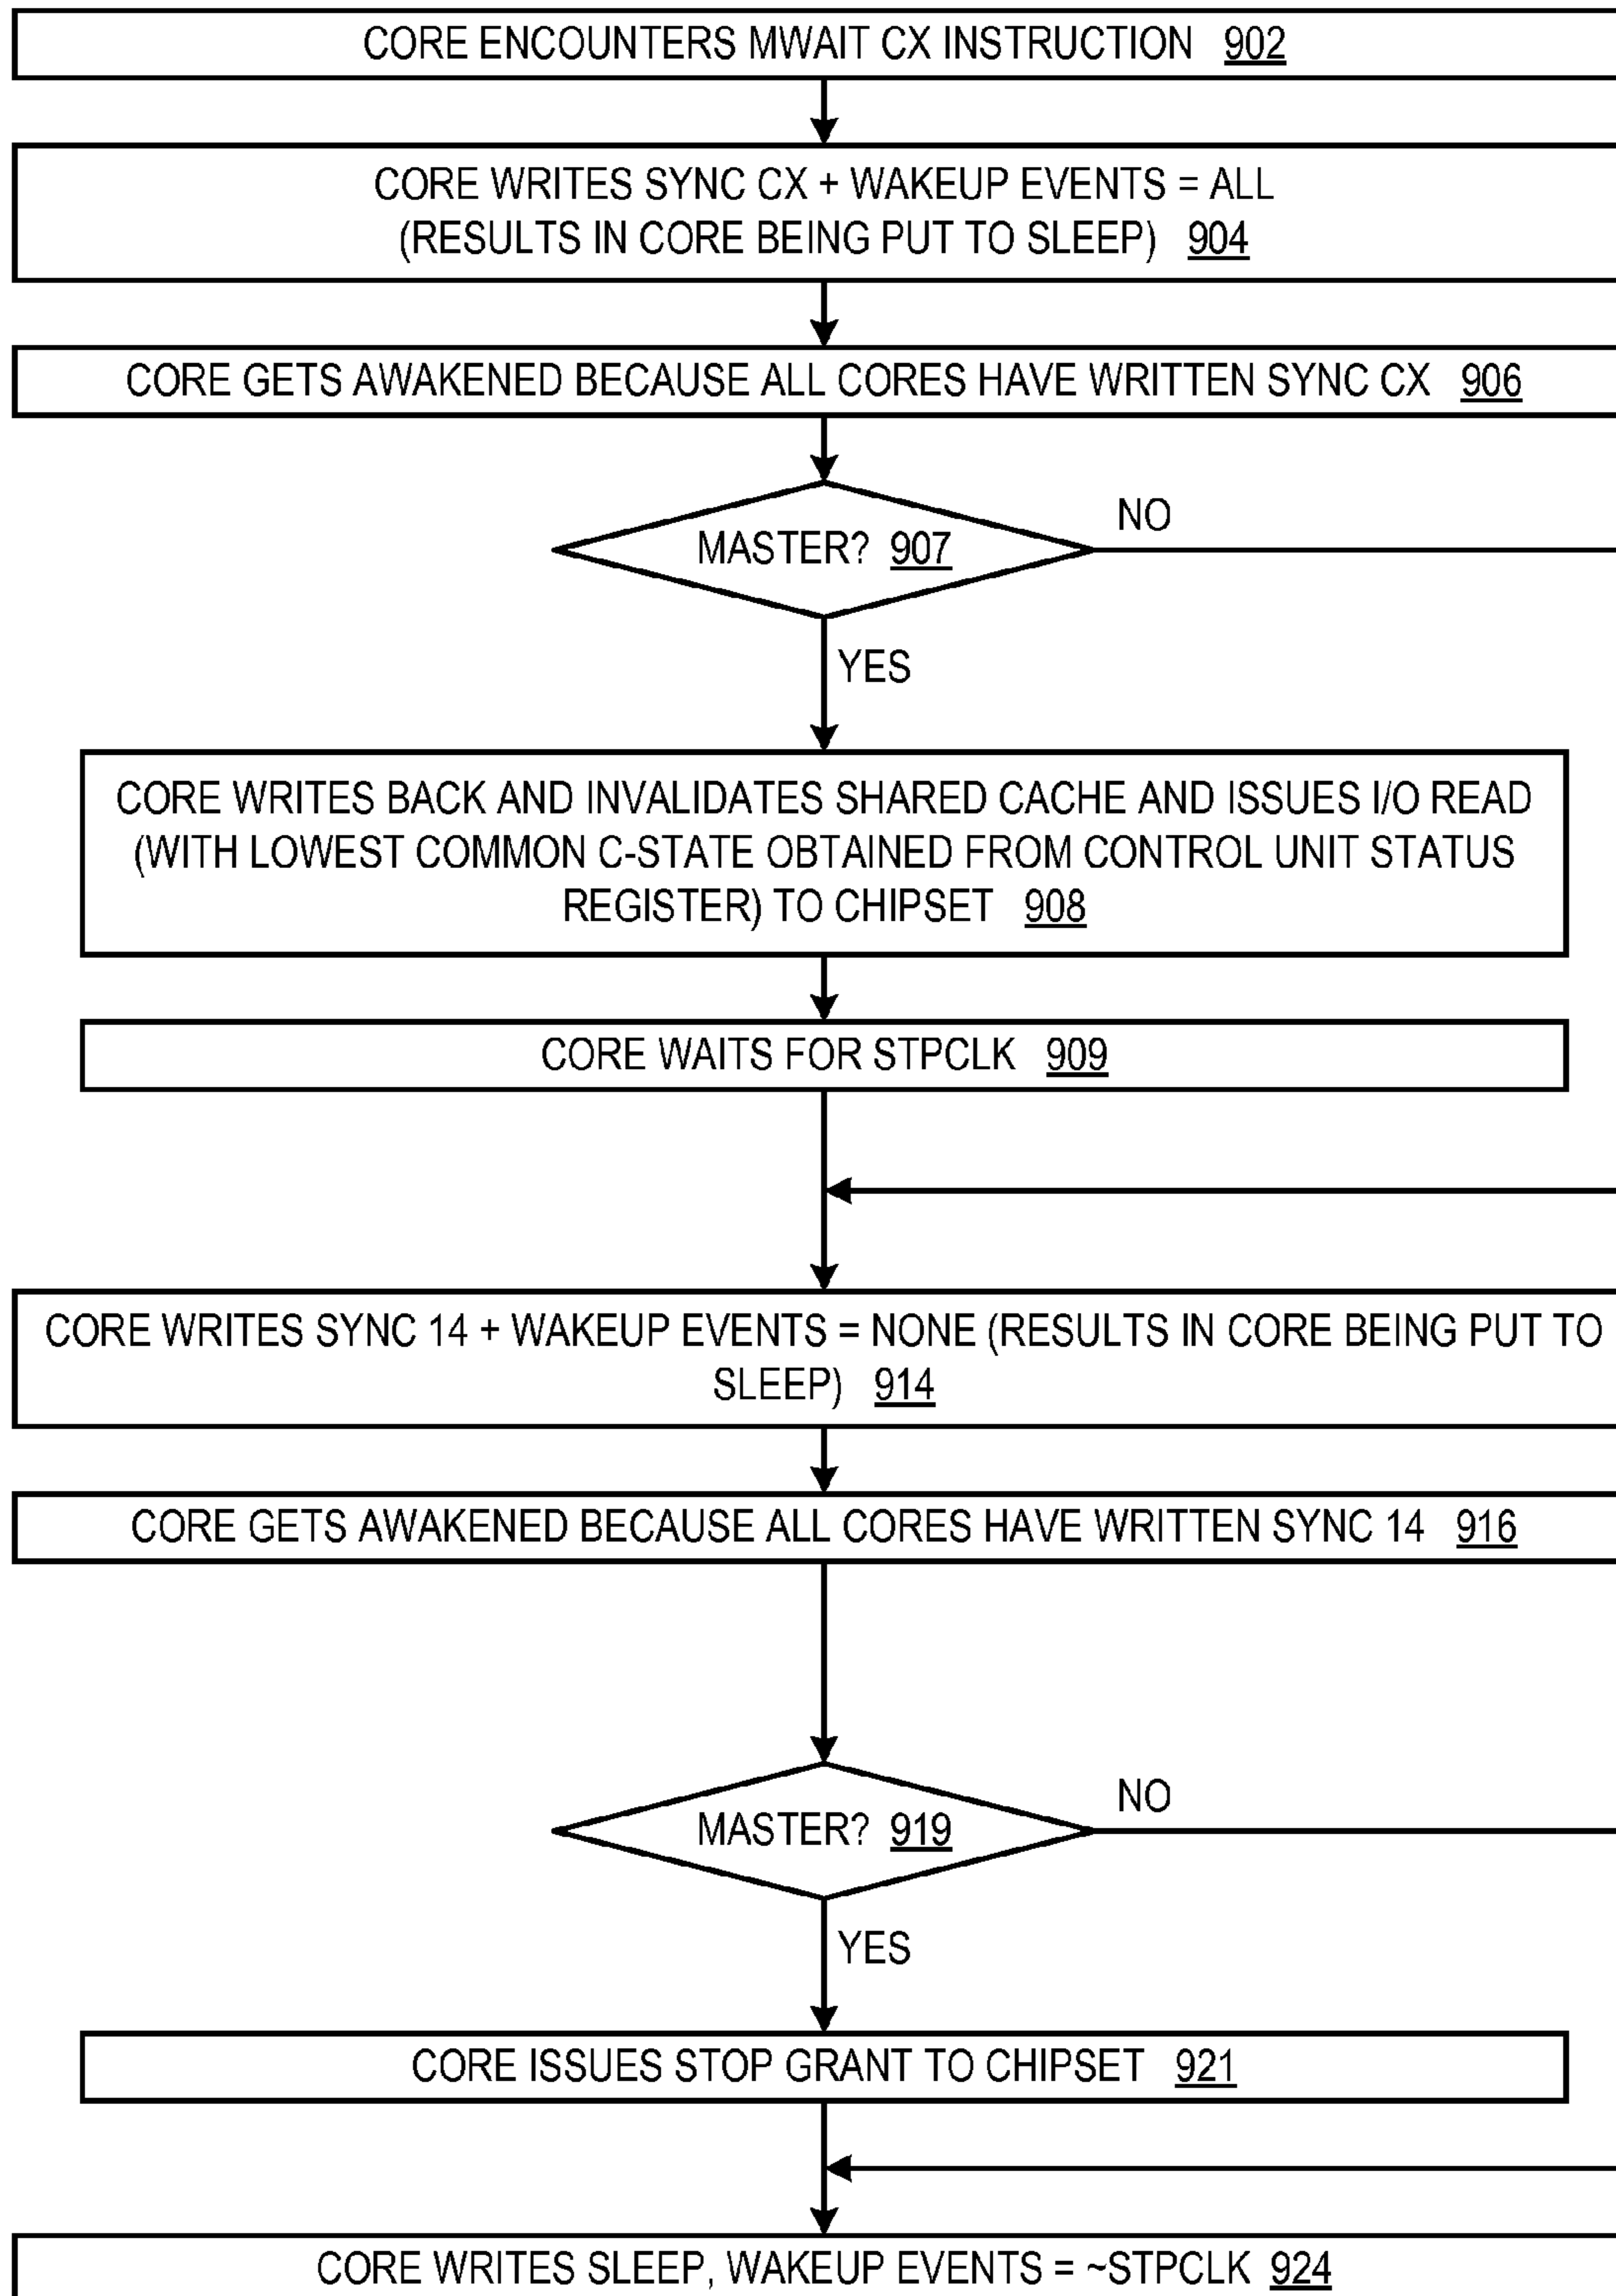 CORE ENCOUNTERS MWAIT CX INSTRUCTION 902
CORE WRITES SYNC CX + WAKEUP EVENTS = ALL
(RESULTS IN CORE BEING PUT TO SLEEP) 904
CORE GETS AWAKENED BECAUSE ALL CORES HAVE WRITTEN SYNC CX 906
NO
MASTER? 907
YES
CORE WRITES BACK AND INVALIDATES SHARED CACHE AND ISSUES I/O READ
(WITH LOWEST COMMON C-STATE OBTAINED FROM CONTROL UNIT STATUS
REGISTER) TO CHIPSET 908
CORE WAITS FOR STPCLK 909
CORE WRITES SYNC 14 + WAKEUP EVENTS = NONE (RESULTS IN CORE BEING PUT TO
SLEEP) 914
CORE GETS AWAKENED BECAUSE ALL CORES HAVE WRITTEN SYNC 14 916
NO
MASTER? 919
YES
CORE ISSUES STOP GRANT TO CHIPSET 921
CORE WRITES SLEEP, WAKEUP EVENTS = ~STPCLK 924